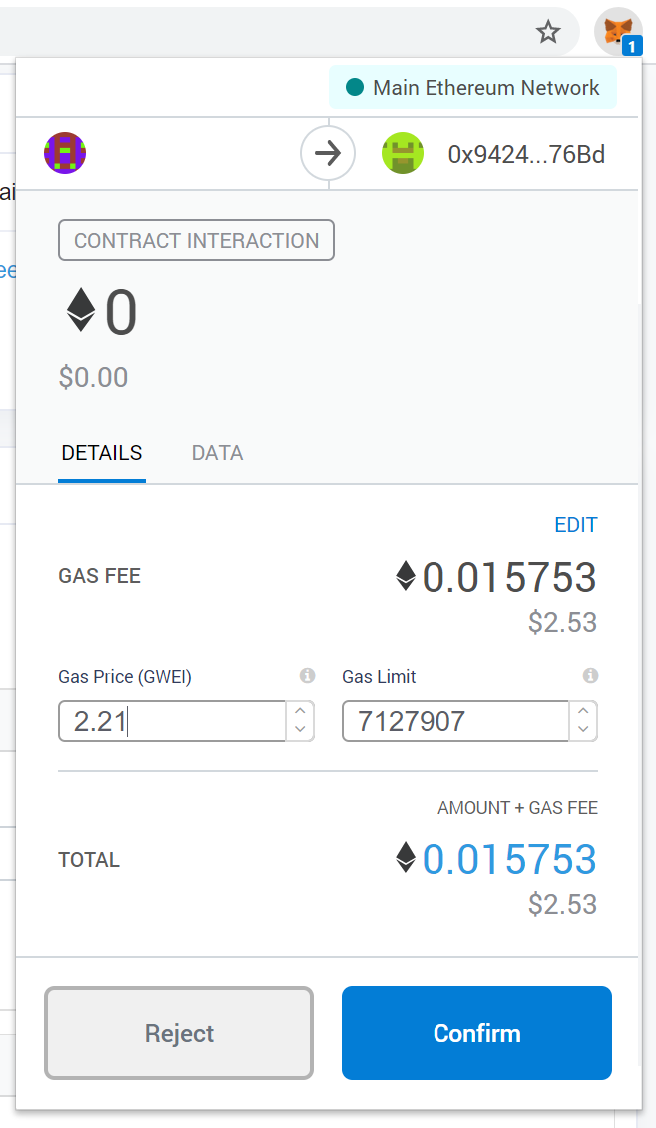 1
Main Ethereum Network
0x9424...76Bd
ai
CONTRACT INTERACTION
ee
0
$0.00
DETAILS DATA
EDIT
GAS FEE 0.015753
$2.53
Gas Price (GWEI) Gas Limit
2.21 7127907
AMOUNT + GAS FEE
TOTAL 0.015753
$2.53
Reject Confirm